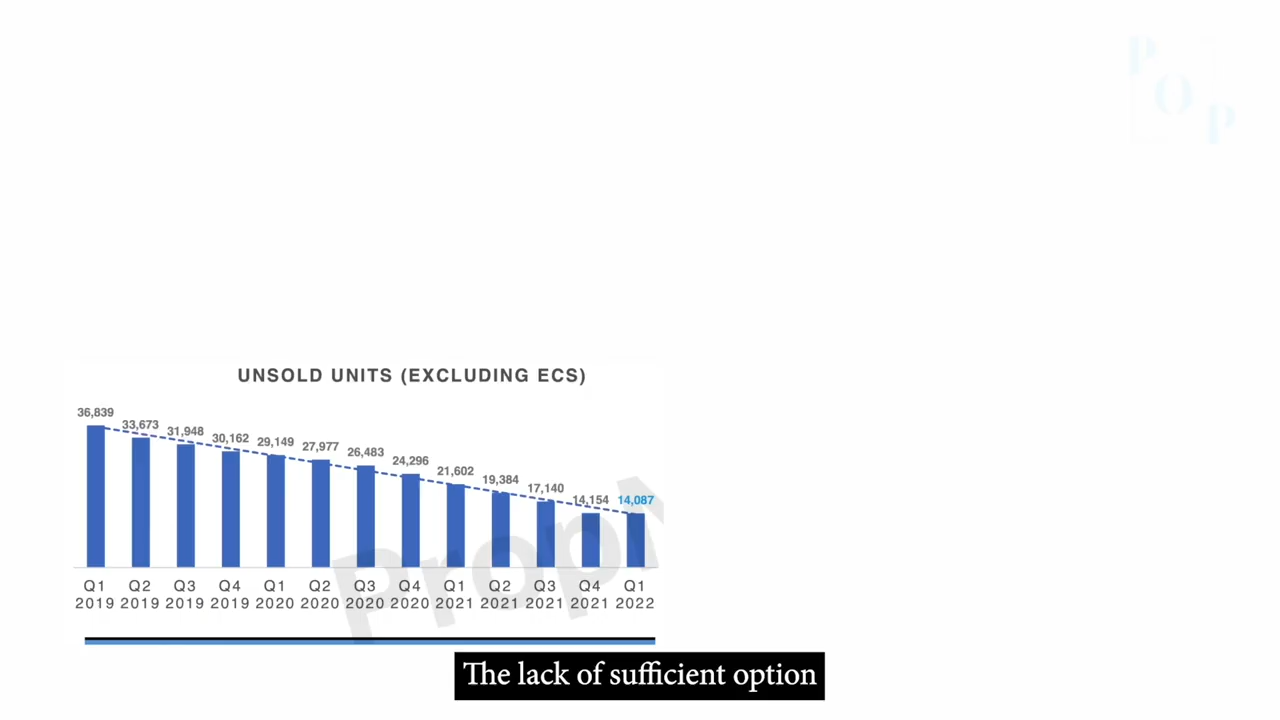 P
O
P
UNSOLD UNITS (EXCLUDING ECS)
36,839 33,673 31,948 30,162 29,149 27,977 26,483 24,296 21,602 19,384 17,140 14,154 14,087
Q1 Q2 Q3 Q4 Q1 Q2 Q3 Q4 Q1 Q2 Q3 Q4 Q1
2019 2019 2019 2019 2020 2020 2020 2020 2021 2021 2021 2021 2022
Prop
The lack of sufficient option